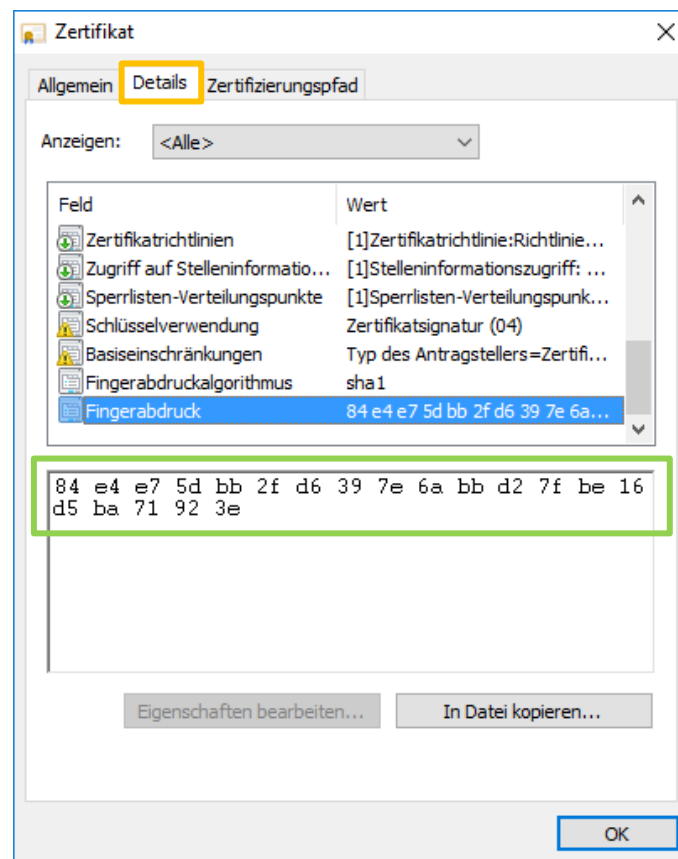 Zertifikat
Allgemein Details Zertifizierungspfad
Anzeigen: <Alle>
Feld Wert
Zertifikatrichtlinien [1]Zertifikatrichtlinie:Richtlinie...
Zugriff auf Stelleninformatio... [1]Stelleninformationszugriff: ...
Sperrlisten-Verteilungspunkte [1]Sperrlisten-Verteilungspunk...
Schlüsselverwendung Zertifikatsignatur (04)
Basiseinschränkungen Typ des Antragstellers=Zertifi...
Fingerabdruckalgorithmus sha1
Fingerabdruck 84 e4 e7 5d bb 2f d6 39 7e 6a...
84 e4 e7 5d bb 2f d6 39 7e 6a bb d2 7f be 16
d5 ba 71 92 3e
Eigenschaften bearbeiten... In Datei kopieren...
OK